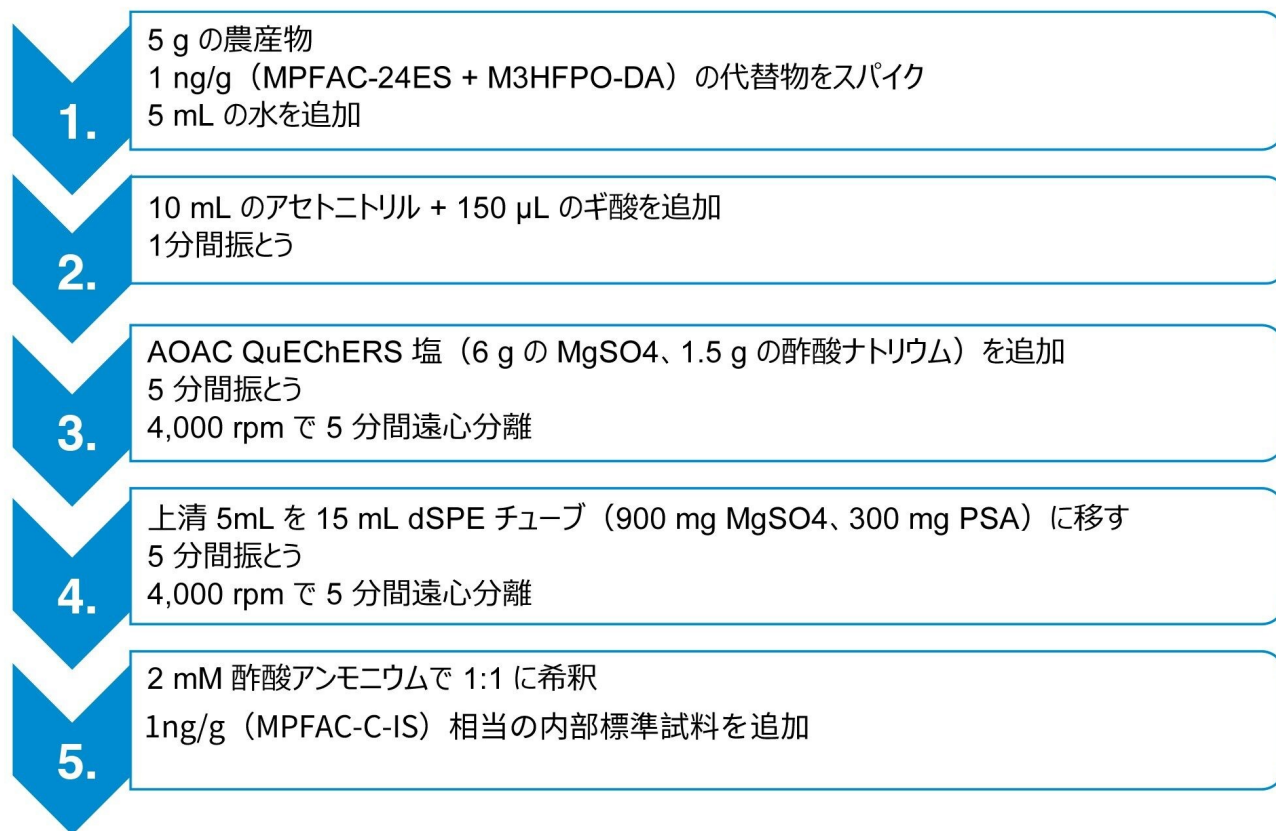 1.
5 g の農産物
1 ng/g（MPFAC-24ES + M3HFPO-DA）の代替物をスパイク
5 mL の水を追加
2.
10 mL のアセトニトリル + 150 µL のギ酸を追加
1分間振とう
3.
AOAC QuEChERS 塩（6 g の MgSO4、1.5 g の酢酸ナトリウム）を追加
5 分間振とう
4,000 rpm で 5 分間遠心分離
4.
上清 5mL を 15 mL dSPE チューブ（900 mg MgSO4、300 mg PSA）に移す
5 分間振とう
4,000 rpm で 5 分間遠心分離
5.
2 mM 酢酸アンモニウムで 1:1 に希釈
1ng/g（MPFAC-C-IS）相当の内部標準試料を追加